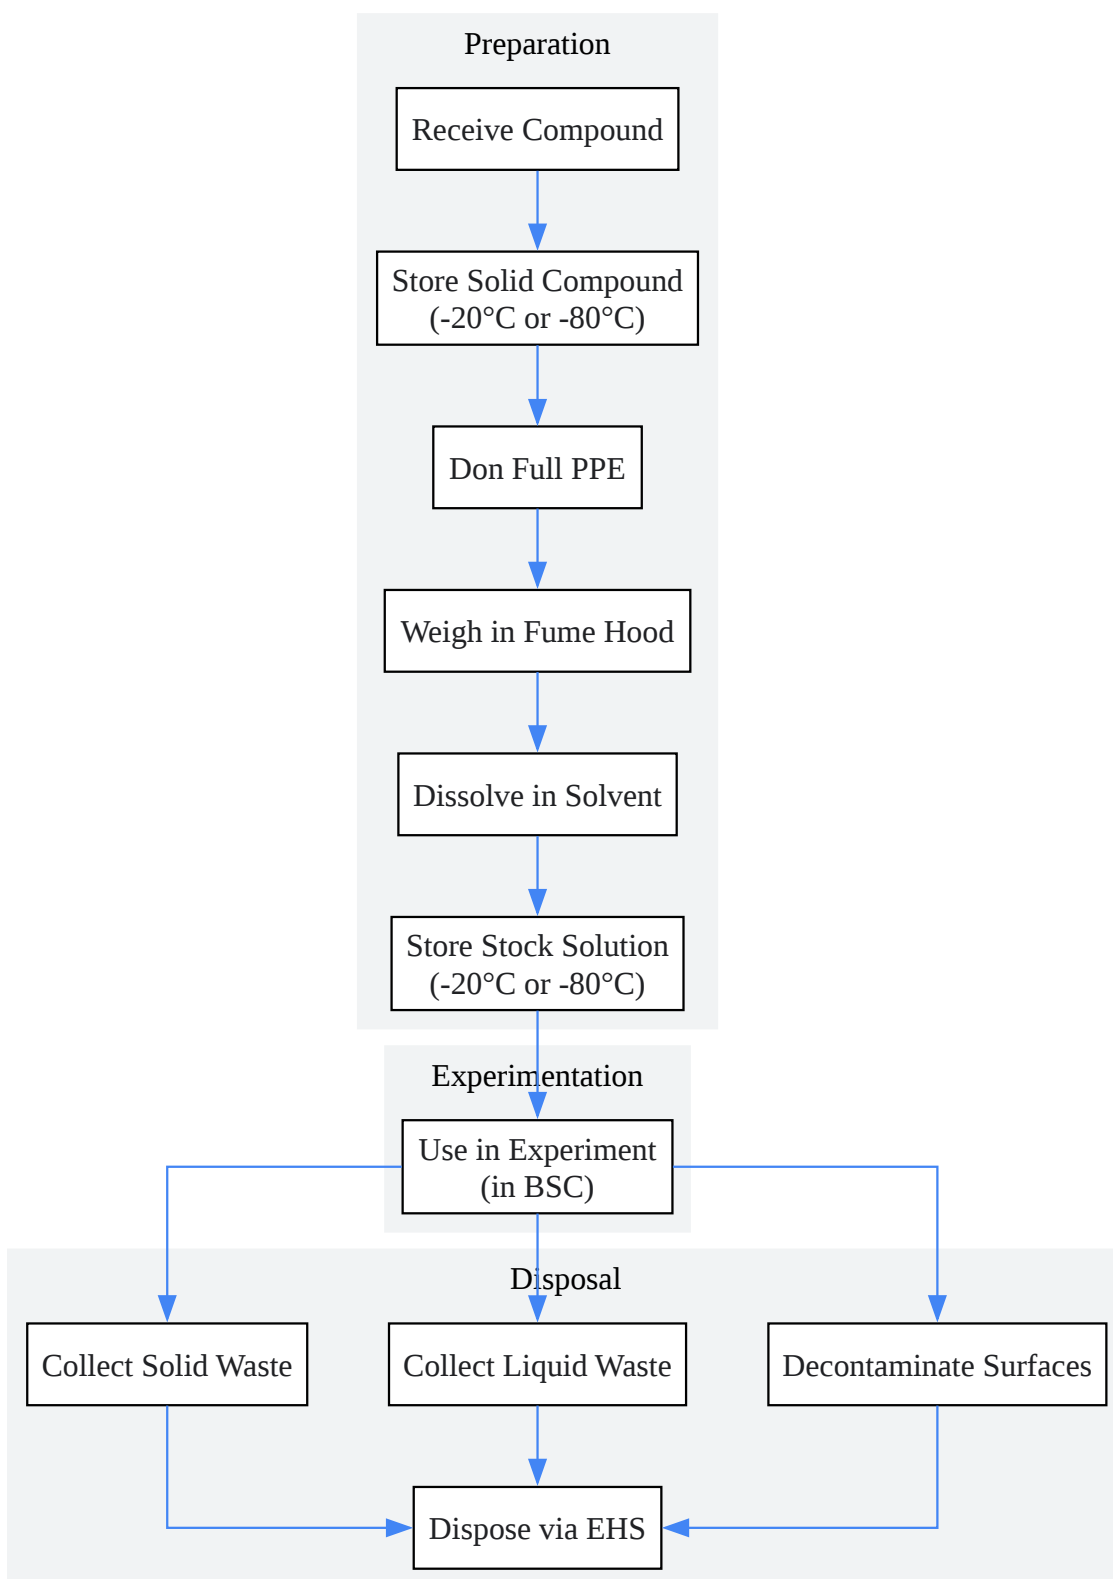 Preparation
Receive Compound
Store Solid Compound
(-20°C or -80°C)
Don Full PPE
Weigh in Fume Hood
Dissolve in Solvent
Store Stock Solution
(-20°C or -80°C)
Experimentation
Use in Experiment
(in BSC)
Disposal
Collect Solid Waste
Collect Liquid Waste
Decontaminate Surfaces
Dispose via EHS